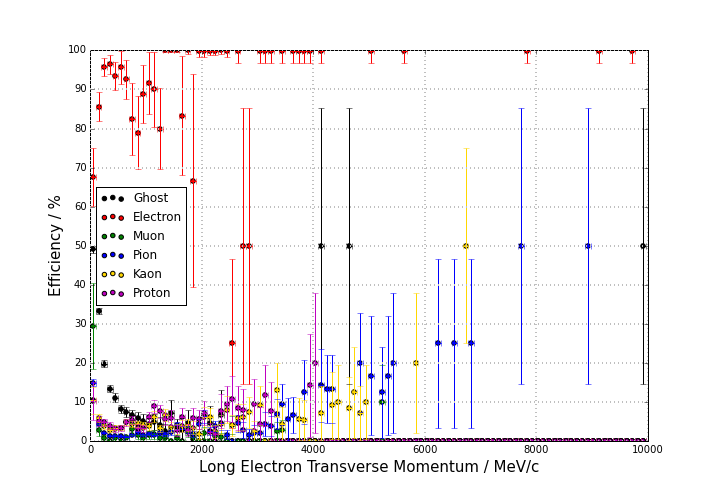 100
90
80
70
60
50
40
30
20
10
0
Efficiency / %
Ghost
Electron
Muon
Pion
Kaon
Proton
0 2000 4000 6000 8000 10000
Long Electron Transverse Momentum / MeV/c